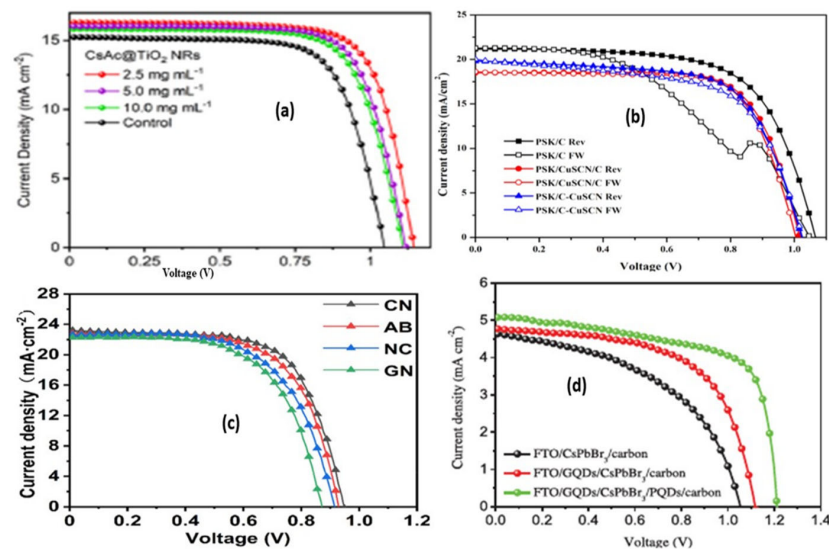 Current Density (mA cm⁻²)
20
15
10
5
0
CsAc@TiO₂ NRs
2.5 mg mL⁻¹
5.0 mg mL⁻¹
10.0 mg mL⁻¹
Control
(a)
0
0.25
0.50
0.75
1
1.25
Voltage (V)
Current density (mA/cm²)
25
20
15
10
5
0
(b)
PSK/C Rev
PSK/C FW
PSK/CuSCN/C Rev
PSK/CuSCN/C FW
PSK/C-CuSCN Rev
PSK/C-CuSCN FW
0.0
0.2
0.4
0.6
0.8
1.0
Voltage (V)
Current density (mA·cm⁻²)
28
24
20
16
12
8
4
0
CN
AB
NC
GN
(c)
0
0.2
0.4
0.6
0.8
1.0
1.2
Voltage (V)
Current density (mA cm⁻²)
6
5
4
3
2
1
0
(d)
FTO/CsPbBr₃/carbon
FTO/GQDs/CsPbBr₃/carbon
FTO/GQDs/CsPbBr₃/PQDs/carbon
0.0
0.2
0.4
0.6
0.8
1.0
1.2
1.4
Voltage (V)